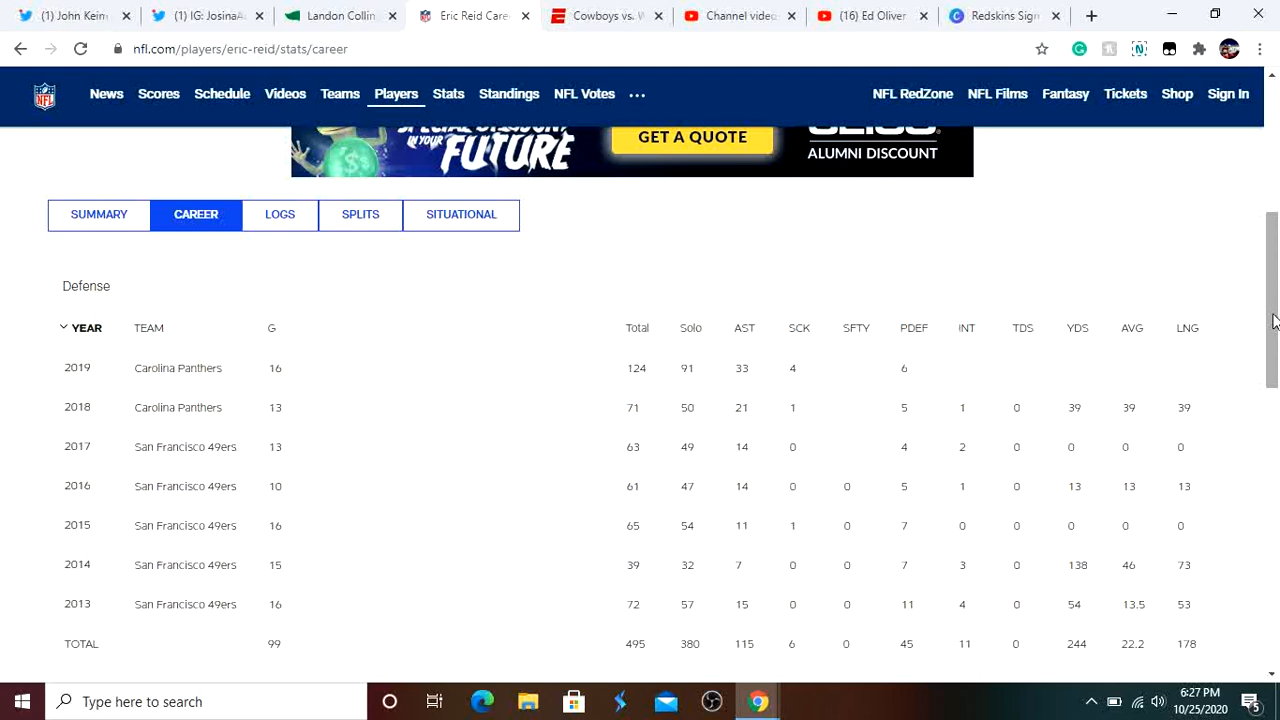 (1) John Keim
(1) IG: JosinaA
Landon Collin
Eric Reid Care
Cowboys vs. W
Channel video
(16) Ed Oliver
Redskins Sign
nfl.com/players/eric-reid/stats/career
NFL
News Scores Schedule Videos Teams Players Stats Standings NFL Votes ... NFL RedZone NFL Films Fantasy Tickets Shop Sign In
IN YOUR FUTURE
GET A QUOTE
GEICO
ALUMNI DISCOUNT
SUMMARY CAREER LOGS SPLITS SITUATIONAL
Defense
YEAR TEAM G Total Solo AST SCK SFTY PDEF INT TDS YDS AVG LNG
2019 Carolina Panthers 16 124 91 33 4 6
2018 Carolina Panthers 13 71 50 21 1 5 1 0 39 39 39
2017 San Francisco 49ers 13 63 49 14 0 4 2 0 0 0 0
2016 San Francisco 49ers 10 61 47 14 0 0 5 1 0 13 13 13
2015 San Francisco 49ers 16 65 54 11 1 0 7 0 0 0 0 0
2014 San Francisco 49ers 15 39 32 7 0 0 7 3 0 138 46 73
2013 San Francisco 49ers 16 72 57 15 0 0 11 4 0 54 13.5 53
TOTAL 99 495 380 115 6 0 45 11 0 244 22.2 178
Type here to search
6:27 PM
10/25/2020
5